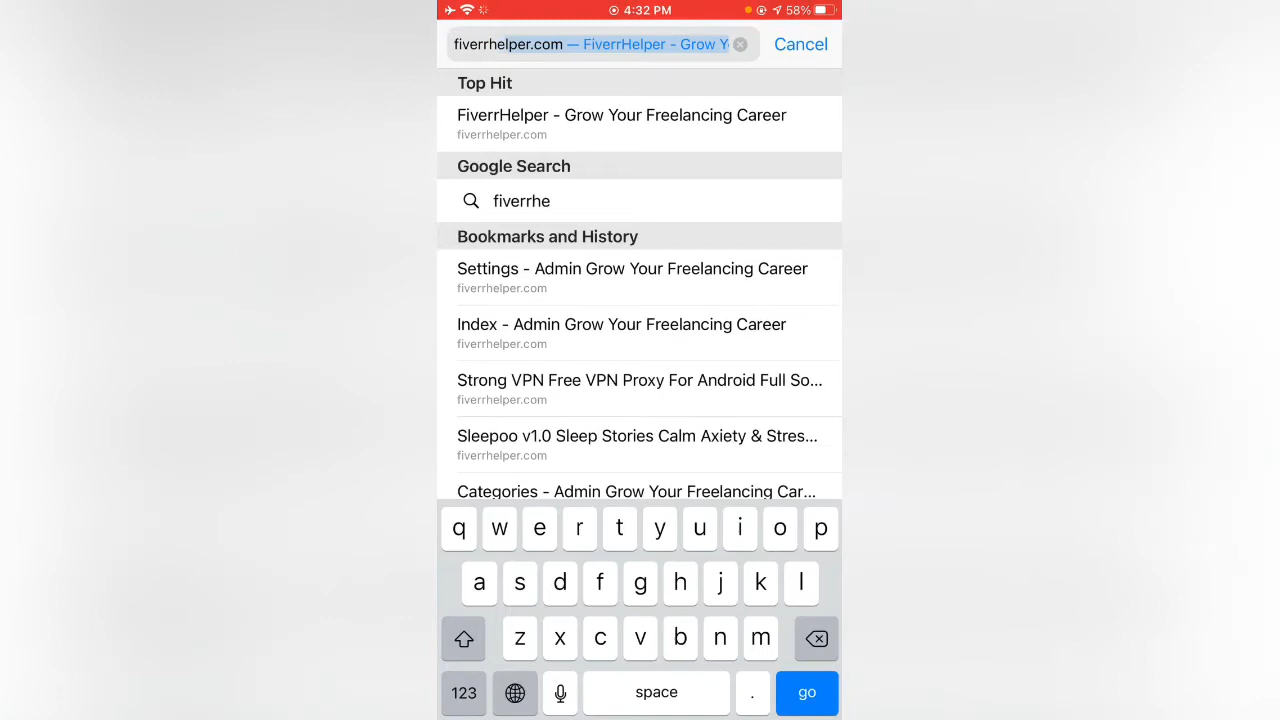 4:32 PM 58%
fiverrhelper.com — FiverrHelper - Grow Y Cancel
Top Hit
FiverrHelper - Grow Your Freelancing Career
fiverrhelper.com
Google Search
fiverrhe
Bookmarks and History
Settings - Admin Grow Your Freelancing Career
fiverrhelper.com
Index - Admin Grow Your Freelancing Career
fiverrhelper.com
Strong VPN Free VPN Proxy For Android Full So...
fiverrhelper.com
Sleepoo v1.0 Sleep Stories Calm Axiety & Stres...
fiverrhelper.com
Categories - Admin Grow Your Freelancing Car...
q w e r t y u i o p
a s d f g h j k l
z x c v b n m
123 space . go